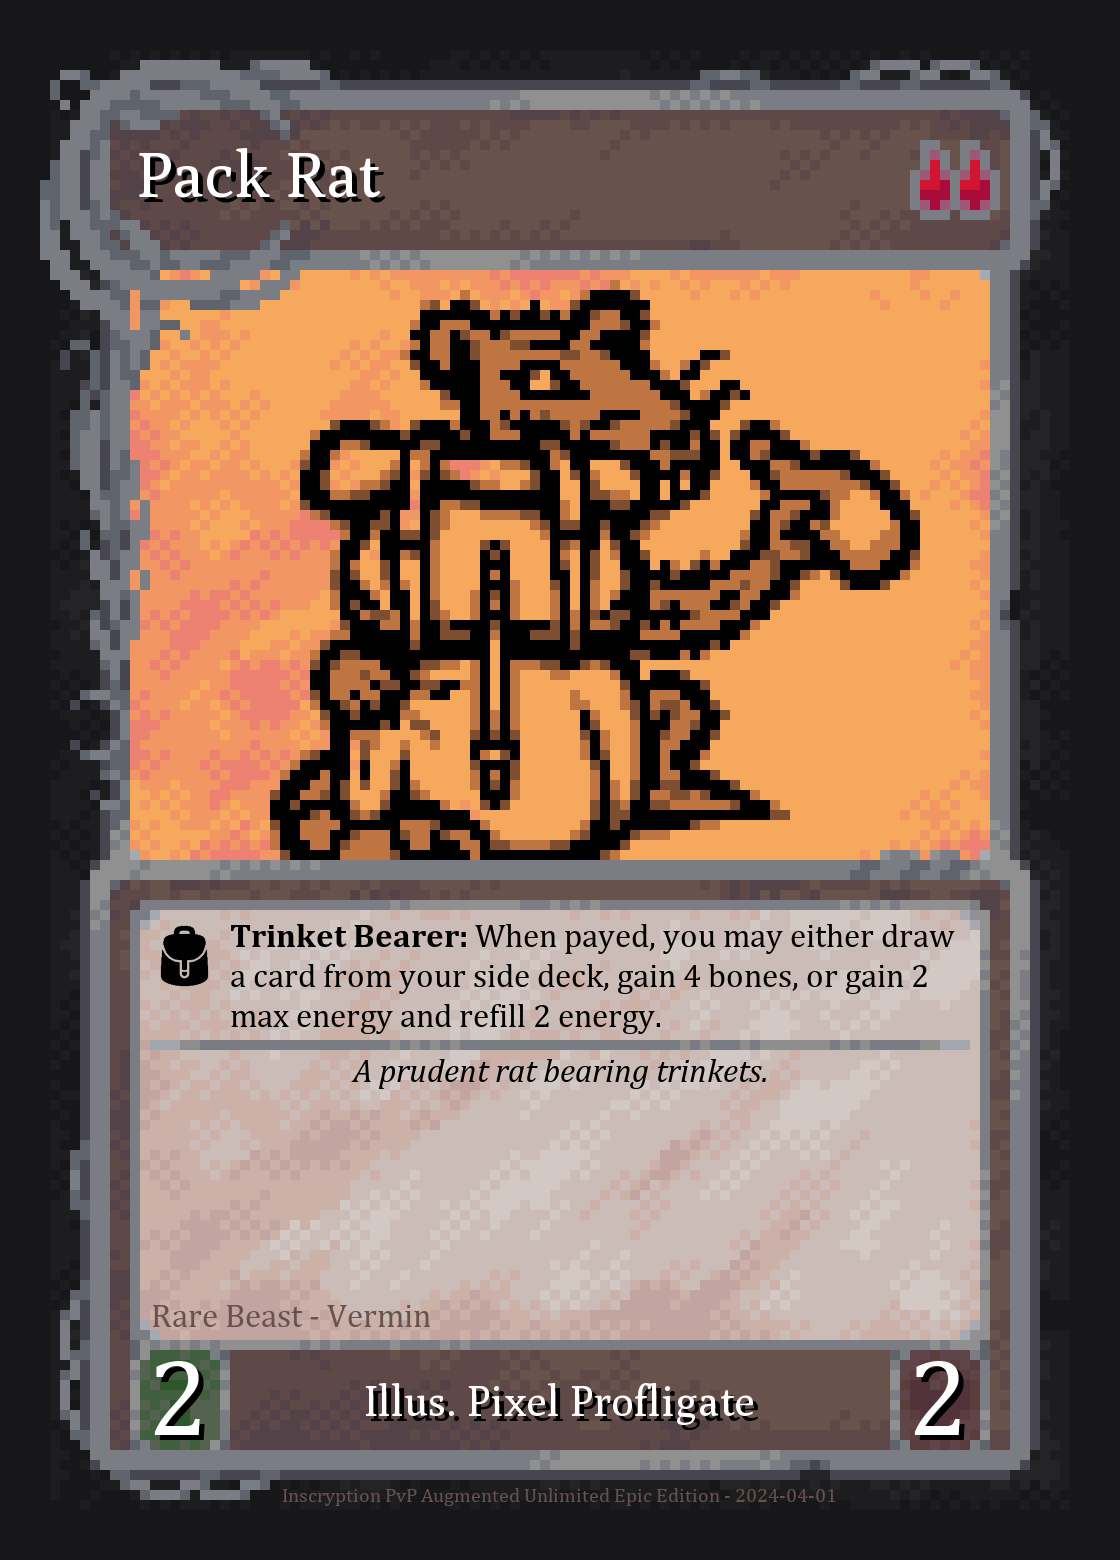 Pack Rat
Trinket Bearer: When payed, you may either draw
a card from your side deck, gain 4 bones, or gain 2
max energy and refill 2 energy.
A prudent rat bearing trinkets.
Rare Beast - Vermin
2
Illus. Pixel Profligate
2
Inscryption PvP Augmented Unlimited Epic Edition - 2024-04-01